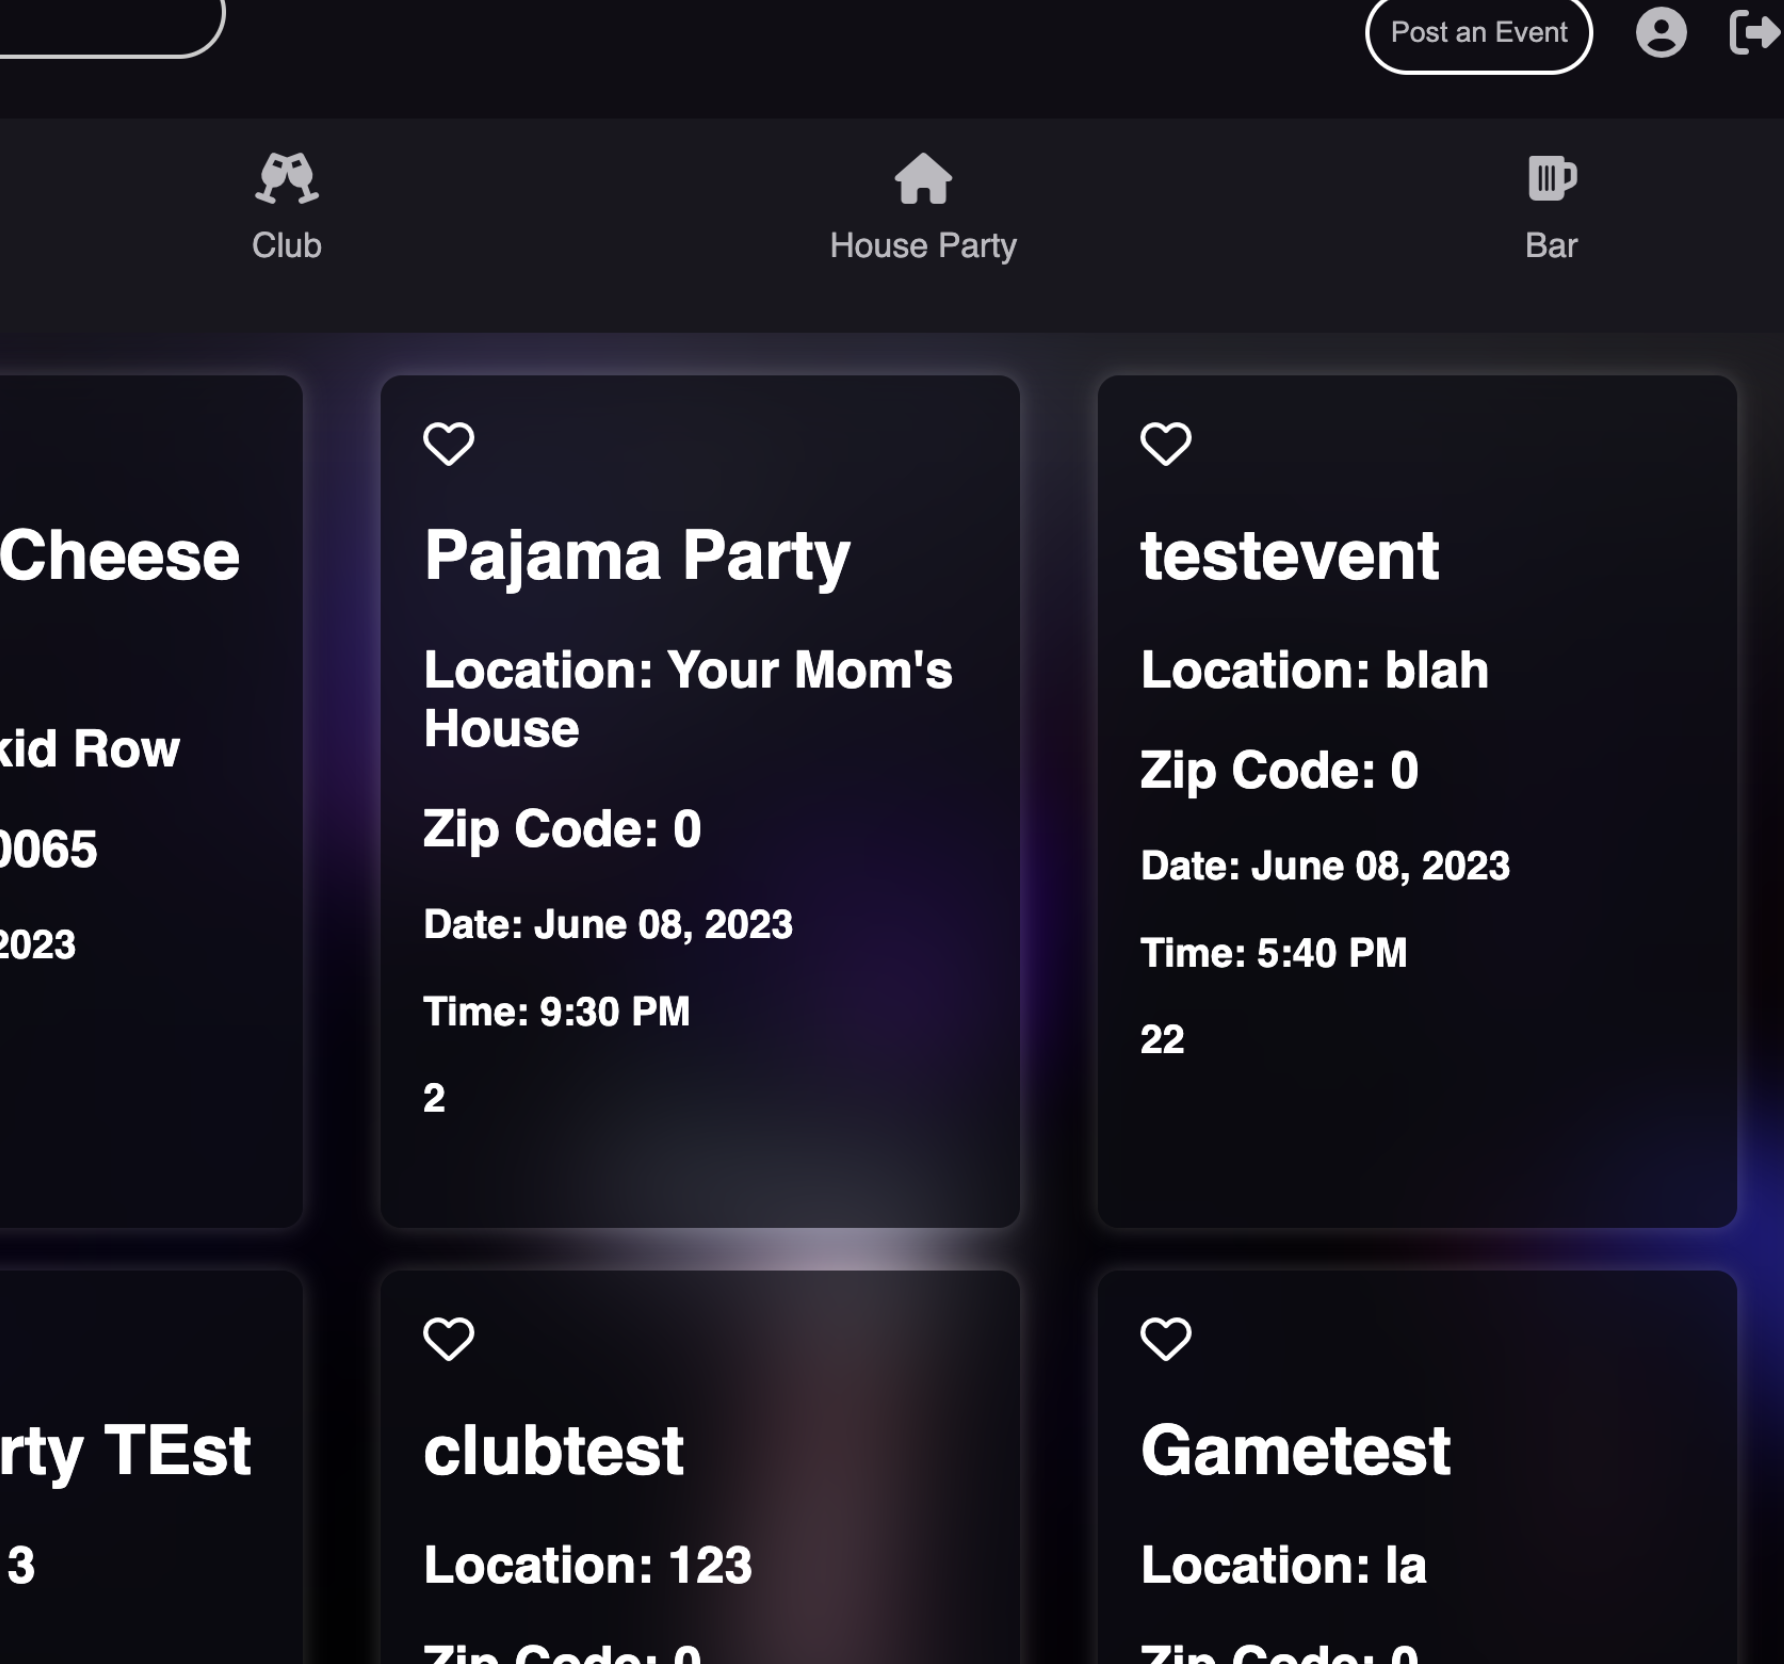 Post an Event
Club
House Party
Bar
Cheese
Row
2023
Pajama Party
Location: Your Mom's
House
Zip Code: 0
Date: June 08, 2023
Time: 9:30 PM
2
testevent
Location: blah
Zip Code: 0
Date: June 08, 2023
Time: 5:40 PM
22
TEst
3
clubtest
Location: 123
Zip Code: 0
Gametest
Location: la
Zip Code: 0